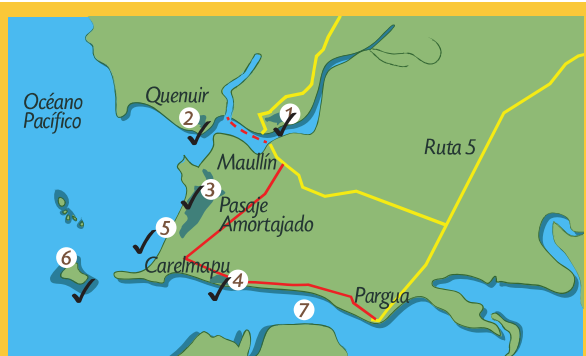 Océano
Pacífico
Quenuir
2
1
Ruta 5
Maullín
3
Pasaje
Amortajado
5
6
Carelmapu
4
7
Pargua